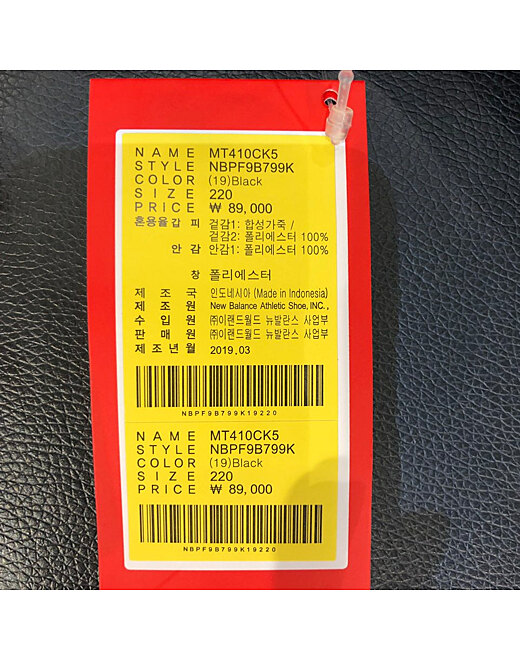 NAME MT410CK5
STYLE NBPF9B799K
COLOR (19)Black
SIZE 220
PRICE ₩ 89,000
혼용율갑 피 겉감1: 합성가죽 /
겉감2: 폴리에스터 100%
안 감 안감1: 폴리에스터 100%
창 폴리에스터
제 조 국 인도네시아 (Made in Indonesia)
제 조 원 New Balance Athletic Shoe, INC.,
수 입 원 ㈜이랜드월드 뉴발란스 사업부
판 매 원 ㈜이랜드월드 뉴발란스 사업부
제조년월 2019.03
NBPF9B799K19220
NAME MT410CK5
STYLE NBPF9B799K
COLOR (19)Black
SIZE 220
PRICE ₩ 89,000
NBPF9B799K19220